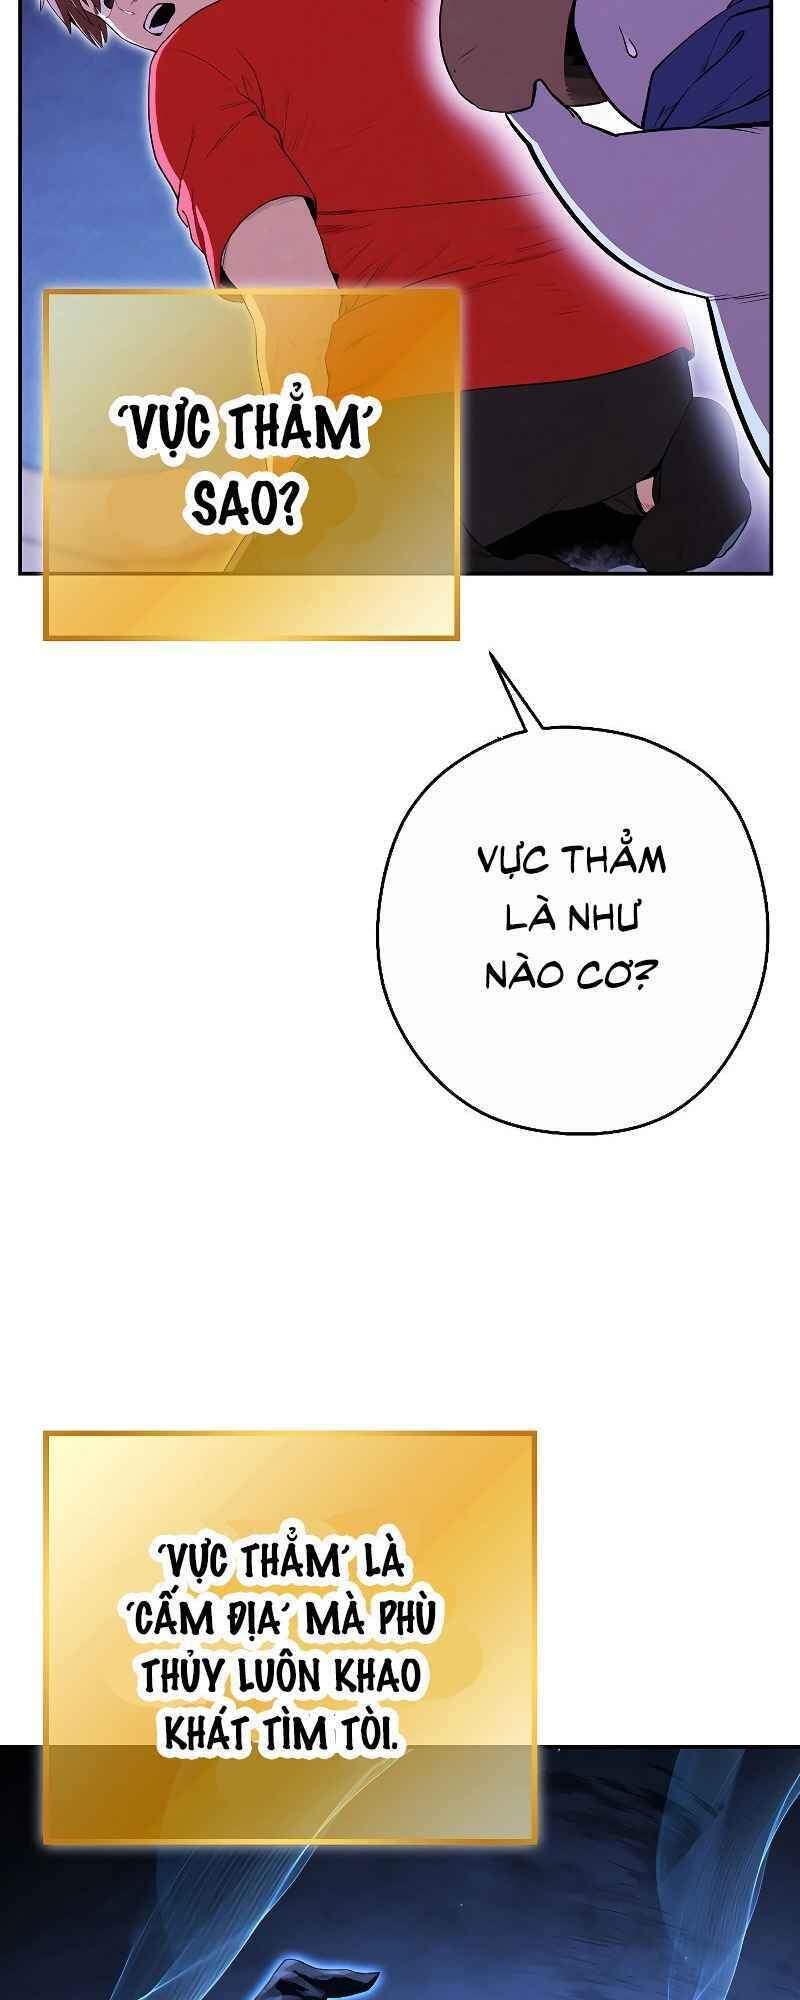 'VỰC THẲM'
SAO?
VỰC THẲM
LÀ NHƯ
NÀO CƠ?
'VỰC THẲM' LÀ
'CẤM ĐỊA' MÀ PHÙ
THỦY LUÔN KHAO
KHÁT TÌM TÒI.